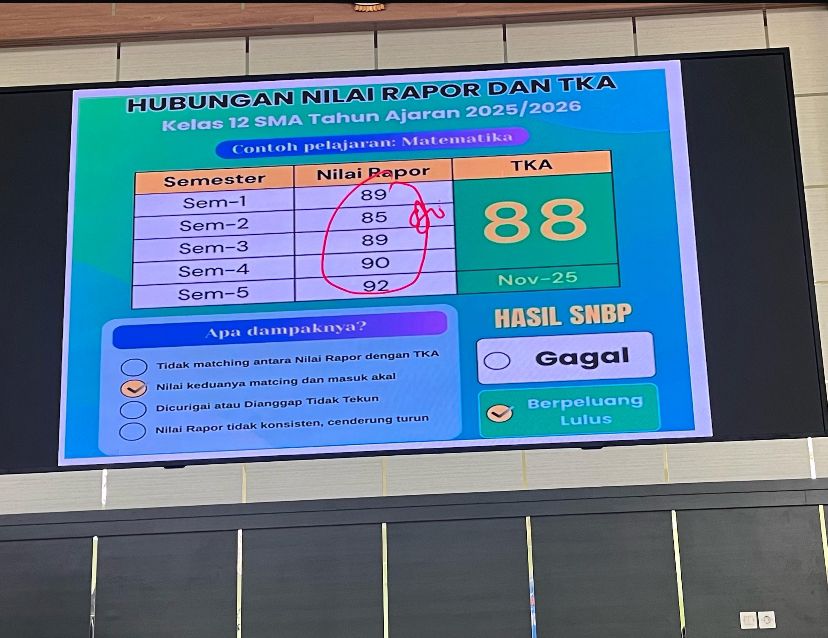 HUBUNGAN NILAI RAPOR DAN TKA
Kelas 12 SMA Tahun Ajaran 2025/2026
Contoh pelajaran: Matematika
Semester Nilai Rapor TKA
Sem-1 89
Sem-2 85
Sem-3 89
Sem-4 90
Sem-5 92
88
Nov-25
Apa dampaknya?
Tidak matching antara Nilai Rapor dengan TKA
Nilai keduanya matcing dan masuk akal
Dicurigai atau Dianggap Tidak Tekun
Nilai Rapor tidak konsisten, cenderung turun
HASIL SNBP
Gagal
Berpeluang
Lulus